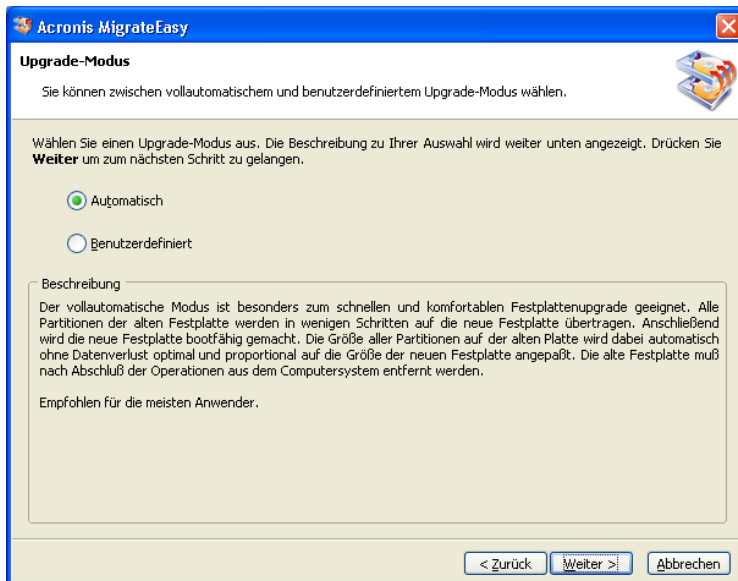 Acronis MigrateEasy
Upgrade-Modus
Sie können zwischen vollautomatischem und benutzerdefiniertem Upgrade-Modus wählen.
Wählen Sie einen Upgrade-Modus aus. Die Beschreibung zu Ihrer Auswahl wird weiter unten angezeigt. Drücken Sie
Weiter um zum nächsten Schritt zu gelangen.
Automatisch
Benutzerdefiniert
Beschreibung
Der vollautomatische Modus ist besonders zum schnellen und komfortablen Festplattenupgrade geeignet. Alle
Partitionen der alten Festplatte werden in wenigen Schritten auf die neue Festplatte übertragen. Anschließend
wird die neue Festplatte bootfähig gemacht. Die Größe aller Partitionen auf der alten Platte wird dabei automatisch
ohne Datenverlust optimal und proportional auf die Größe der neuen Festplatte angepaßt. Die alte Festplatte muß
nach Abschluß der Operationen aus dem Computersystem entfernt werden.
Empfohlen für die meisten Anwender.
< Zurück Weiter > Abbrechen